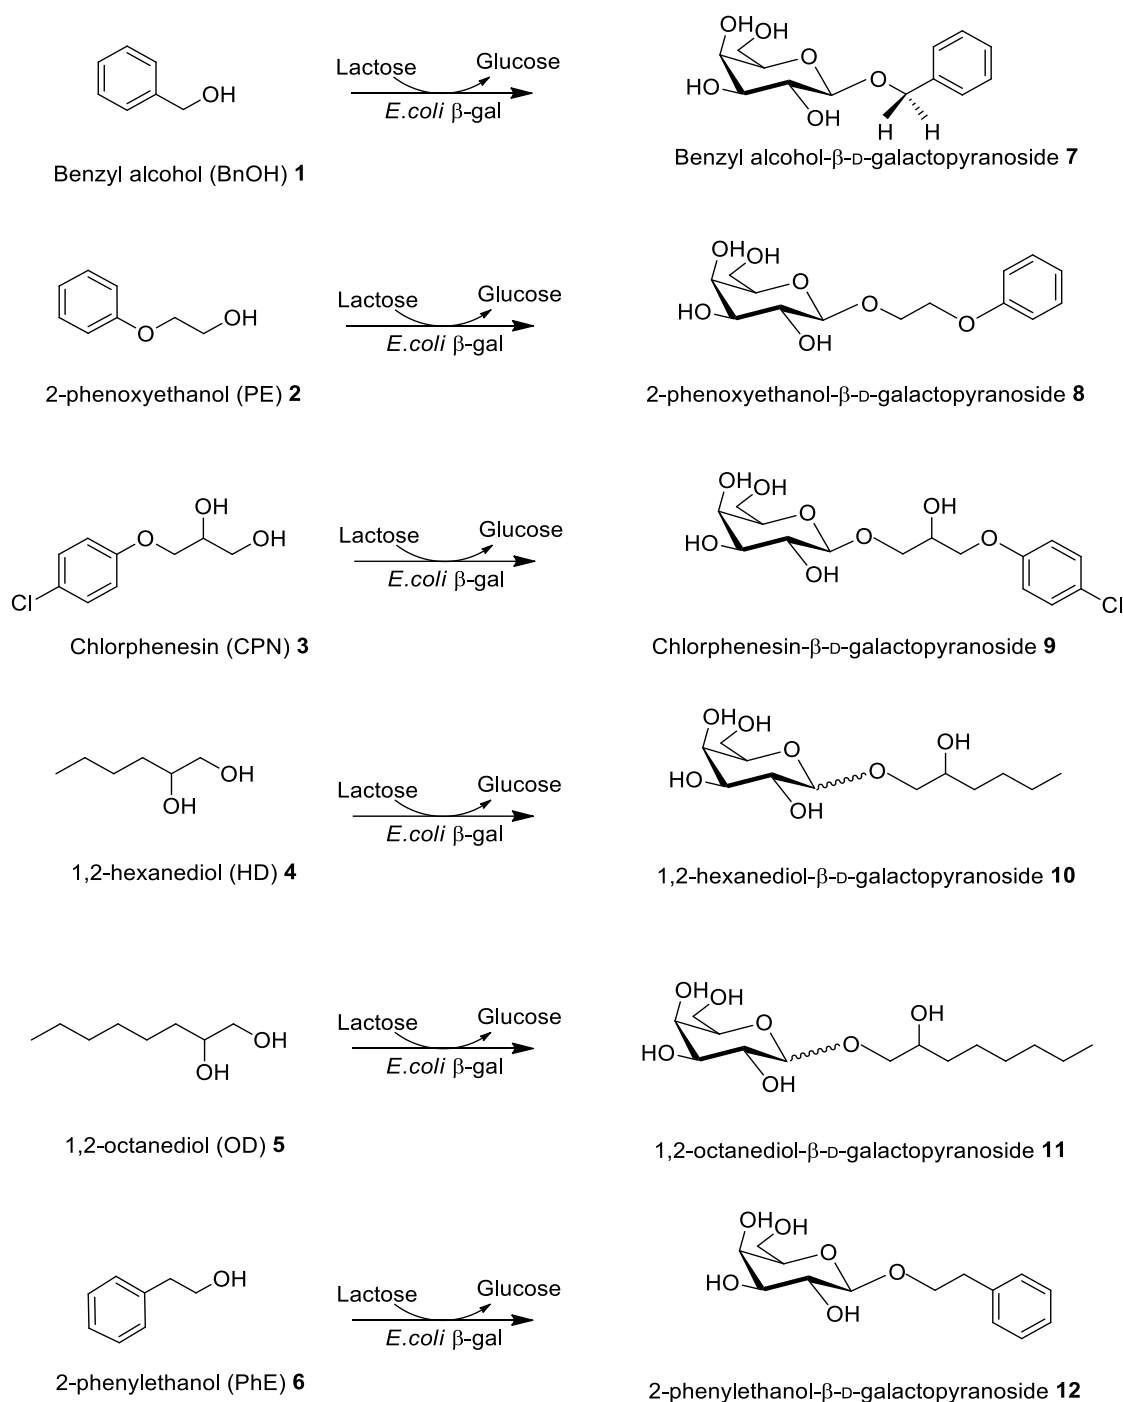 OH
Lactose Glucose
E.coli β-gal
Benzyl alcohol (BnOH) 1
OH OH
O
O
HO
OH
H H
Benzyl alcohol-β-D-galactopyranoside 7
O
OH
Lactose Glucose
E.coli β-gal
2-phenoxyethanol (PE) 2
OH OH
O
O
HO
O
OH
2-phenoxyethanol-β-D-galactopyranoside 8
OH
O
OH
Cl
Lactose Glucose
E.coli β-gal
Chlorphenesin (CPN) 3
OH OH
OH
O
O
O
HO
OH
Cl
Chlorphenesin-β-D-galactopyranoside 9
OH
OH
Lactose Glucose
E.coli β-gal
1,2-hexanediol (HD) 4
OH OH
OH
O
O
HO
OH
1,2-hexanediol-β-D-galactopyranoside 10
OH
OH
Lactose Glucose
E.coli β-gal
1,2-octanediol (OD) 5
OH OH
OH
O
O
HO
OH
1,2-octanediol-β-D-galactopyranoside 11
OH
Lactose Glucose
E.coli β-gal
2-phenylethanol (PhE) 6
OH OH
O
O
HO
OH
2-phenylethanol-β-D-galactopyranoside 12